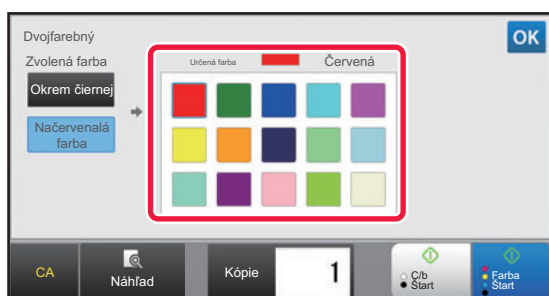 Dvojfarebný
OK
Zvolená farba
Určená farba
Červená
Okrem čiernej
Načervenalá
farba
CA
Náhľad
Kópie
1
Č/b
Štart
Farba
Štart